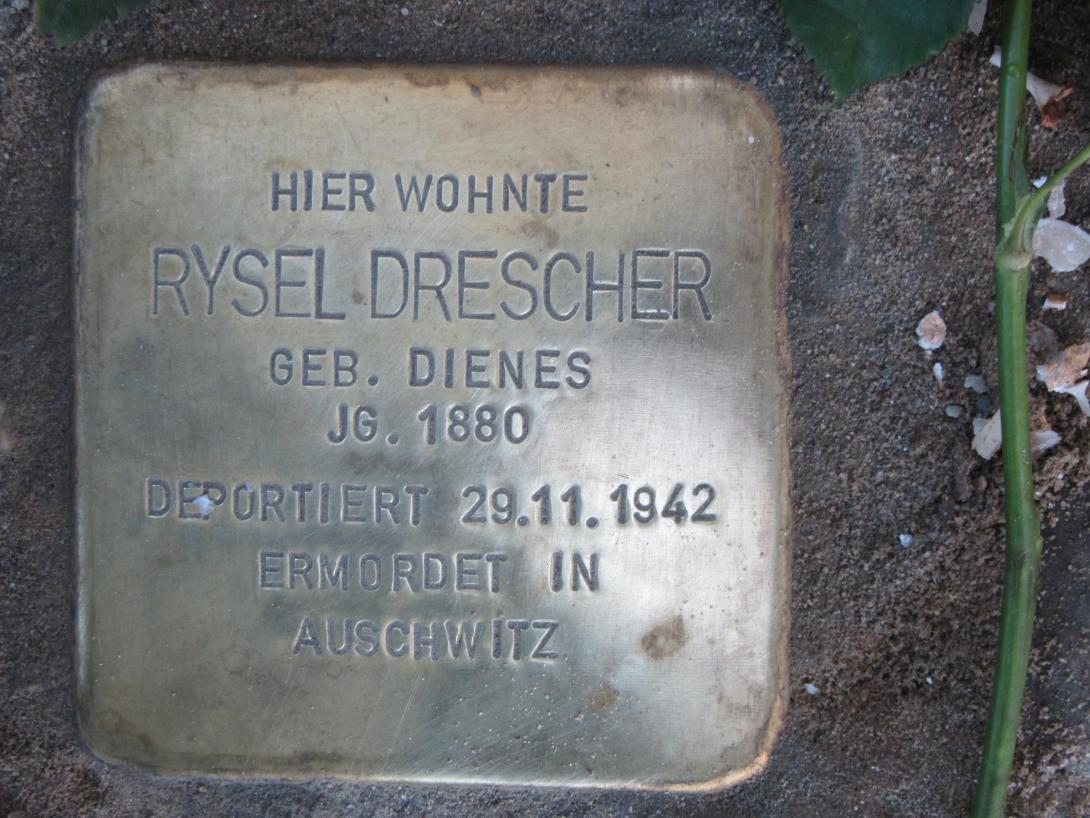 HIER WOHNTE
RYSEL DRESCHER
GEB. DIENES
JG. 1880
DEPORTIERT 29.11.1942
ERMORDET IN
AUSCHWITZ